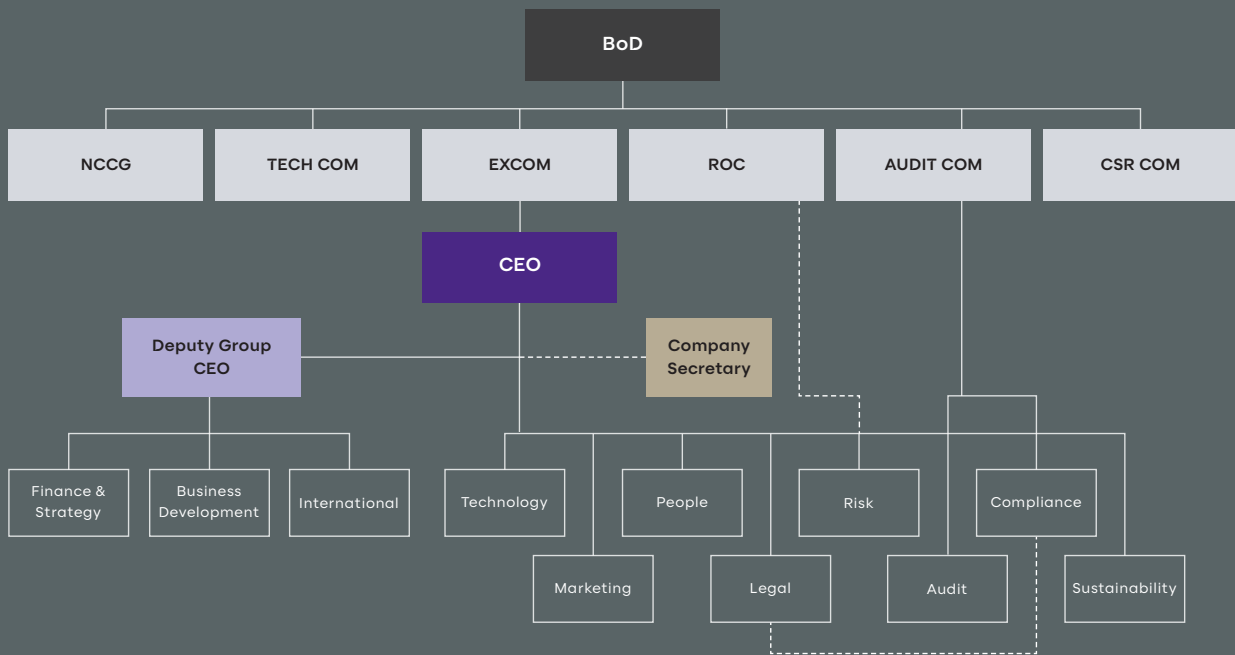 BoD
NCCG
TECH COM
EXCOM
ROC
AUDIT COM
CSR COM
CEO
Deputy Group
CEO
Company
Secretary
Finance &
Strategy
Business
Development
International
Technology
People
Risk
Compliance
Marketing
Legal
Audit
Sustainability